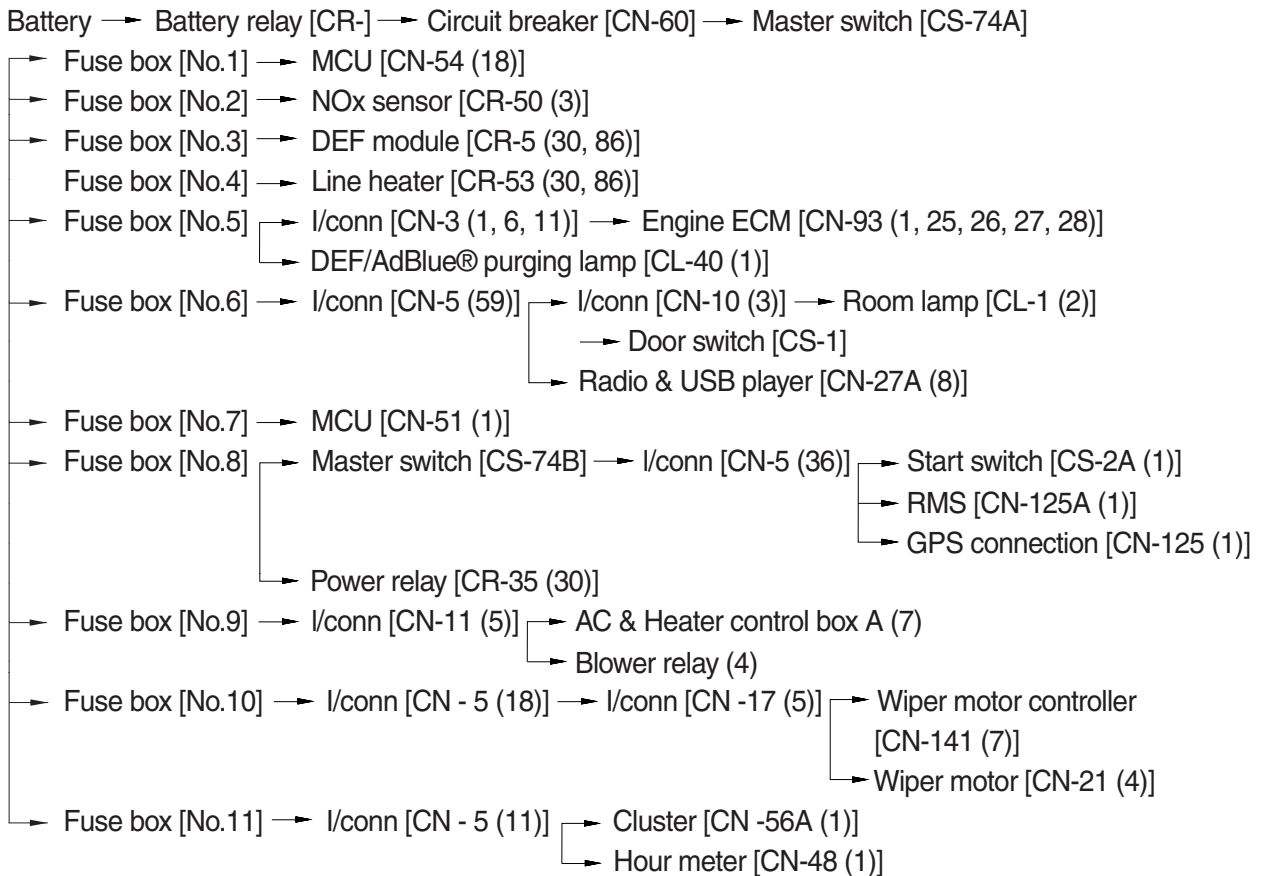 Battery → Battery relay [CR-] → Circuit breaker [CN-60] → Master switch [CS-74A]
Fuse box [No.1] → MCU [CN-54 (18)]
Fuse box [No.2] → NOx sensor [CR-50 (3)]
Fuse box [No.3] → DEF module [CR-5 (30, 86)]
Fuse box [No.4] → Line heater [CR-53 (30, 86)]
Fuse box [No.5] → I/conn [CN-3 (1, 6, 11)] → Engine ECM [CN-93 (1, 25, 26, 27, 28)]
→ DEF/AdBlue® purging lamp [CL-40 (1)]
Fuse box [No.6] → I/conn [CN-5 (59)] → I/conn [CN-10 (3)] → Room lamp [CL-1 (2)]
→ Door switch [CS-1]
→ Radio & USB player [CN-27A (8)]
Fuse box [No.7] → MCU [CN-51 (1)]
Fuse box [No.8] → Master switch [CS-74B] → I/conn [CN-5 (36)] → Start switch [CS-2A (1)]
→ RMS [CN-125A (1)]
→ GPS connection [CN-125 (1)]
→ Power relay [CR-35 (30)]
Fuse box [No.9] → I/conn [CN-11 (5)] → AC & Heater control box A (7)
→ Blower relay (4)
Fuse box [No.10] → I/conn [CN - 5 (18)] → I/conn [CN -17 (5)] → Wiper motor controller
[CN-141 (7)]
→ Wiper motor [CN-21 (4)]
Fuse box [No.11] → I/conn [CN - 5 (11)] → Cluster [CN -56A (1)]
→ Hour meter [CN-48 (1)]